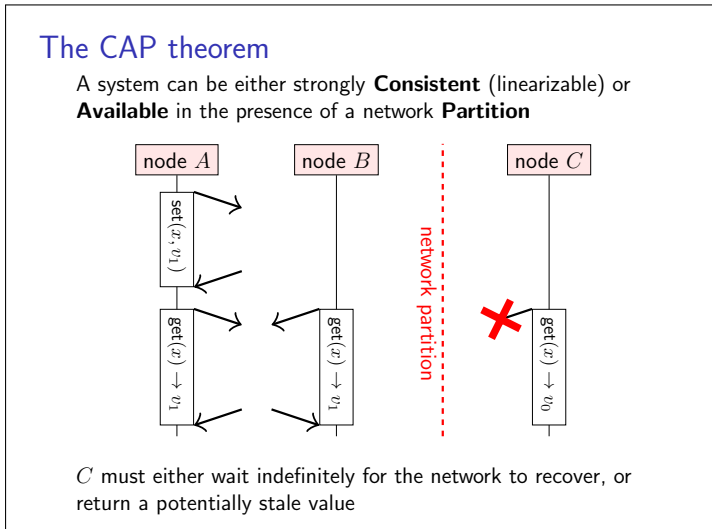 The CAP theorem
A system can be either strongly Consistent (linearizable) or
Available in the presence of a network Partition
node A
node B
node C
set(x, v₁)
get(x) → v₁
get(x) → v₁
network partition
get(x) → v₀
C must either wait indefinitely for the network to recover, or
return a potentially stale value